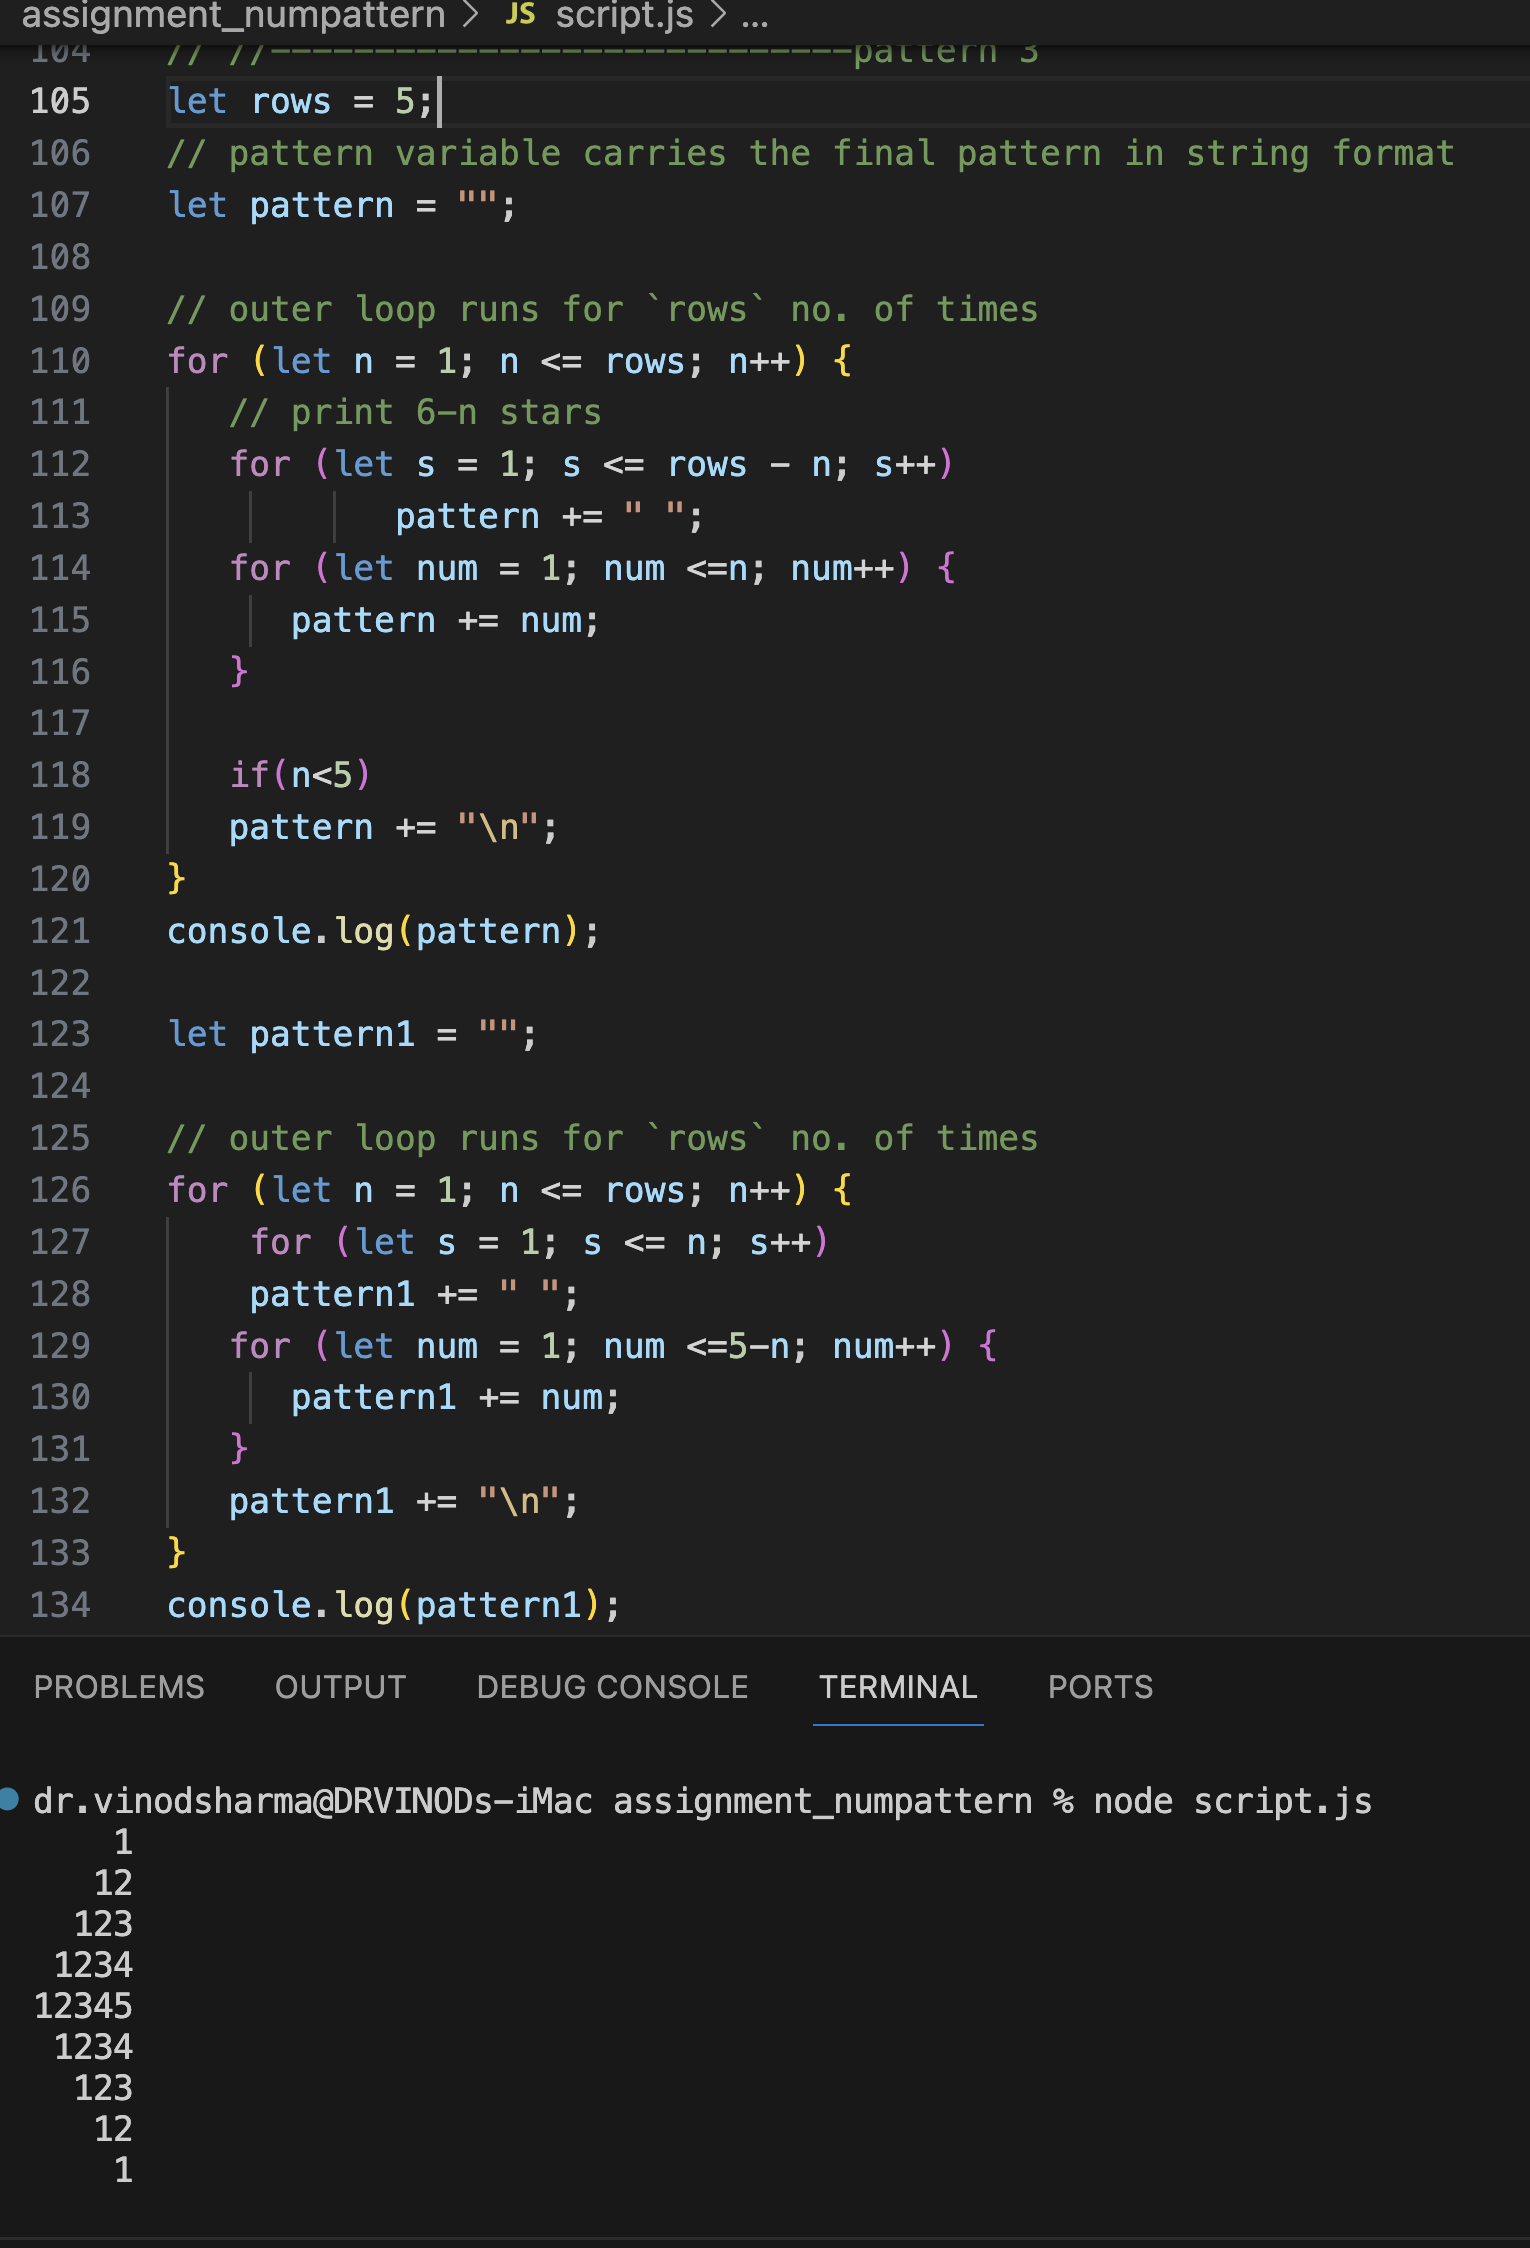 assignment_numpattern > JS script.js > ...
104 // //----------------------------pattern 3
105 let rows = 5;
106 // pattern variable carries the final pattern in string format
107 let pattern = "";
108
109 // outer loop runs for `rows` no. of times
110 for (let n = 1; n <= rows; n++) {
111    // print 6-n stars
112    for (let s = 1; s <= rows - n; s++)
113            pattern += " ";
114    for (let num = 1; num <=n; num++) {
115       pattern += num;
116    }
117
118    if(n<5)
119    pattern += "\n";
120 }
121 console.log(pattern);
122
123 let pattern1 = "";
124
125 // outer loop runs for `rows` no. of times
126 for (let n = 1; n <= rows; n++) {
127     for (let s = 1; s <= n; s++)
128     pattern1 += " ";
129    for (let num = 1; num <=5-n; num++) {
130       pattern1 += num;
131    }
132    pattern1 += "\n";
133 }
134 console.log(pattern1);
PROBLEMS OUTPUT DEBUG CONSOLE TERMINAL PORTS
dr.vinodsharma@DRVINODs-iMac assignment_numpattern % node script.js
    1
   12
  123
 1234
12345
 1234
  123
   12
    1